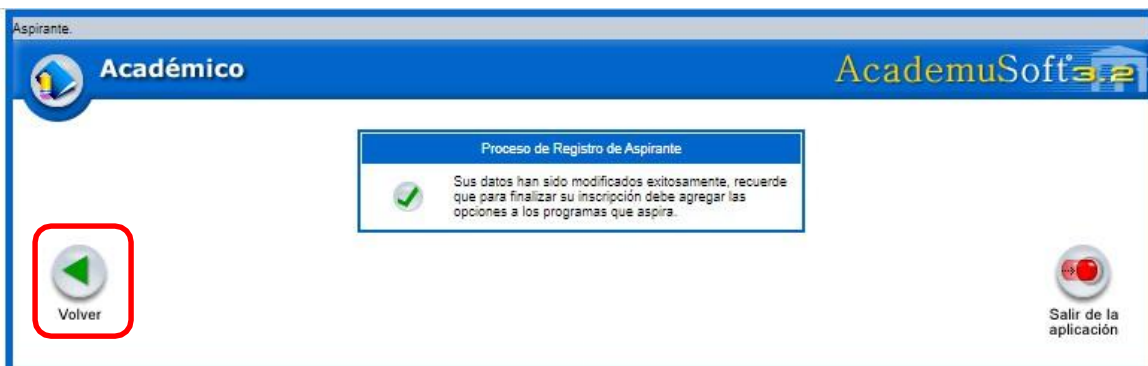 Aspirante.
Académico
AcademuSoft 3.2
Proceso de Registro de Aspirante
Sus datos han sido modificados exitosamente, recuerde
que para finalizar su inscripción debe agregar las
opciones a los programas que aspira.
Volver
Salir de la
aplicación